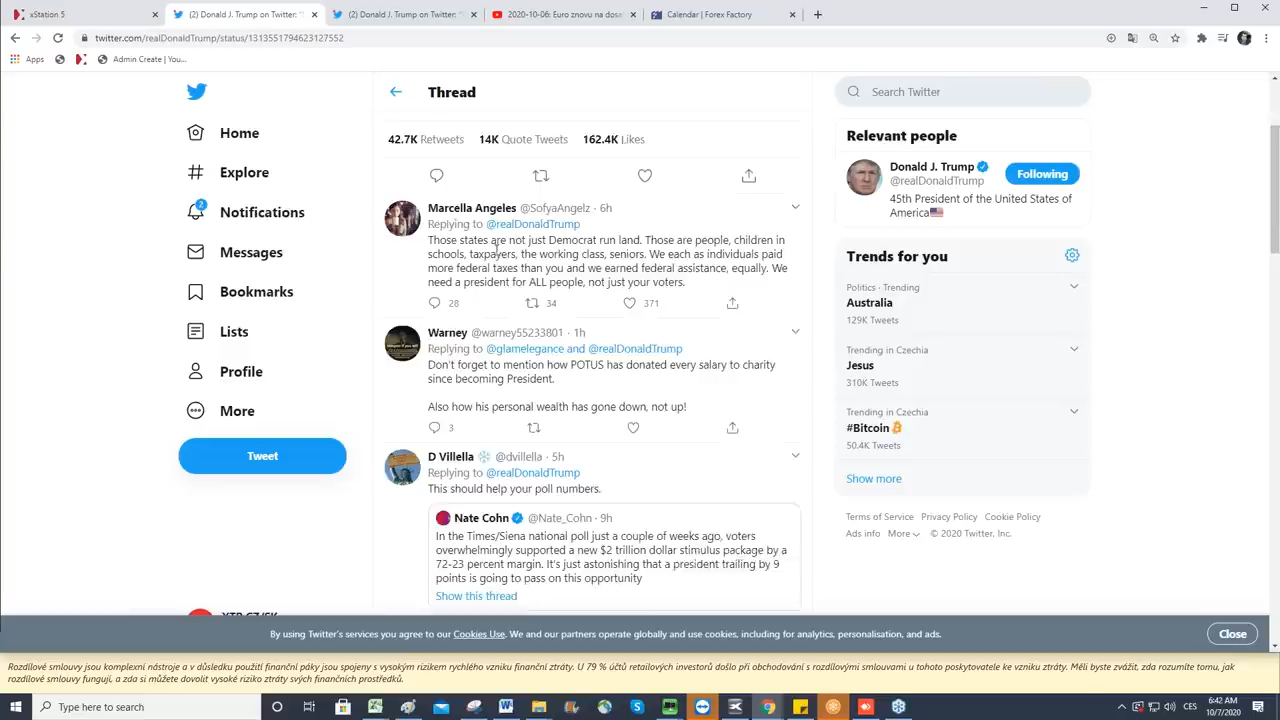 xStation 5
(2) Donald J. Trump on Twitter: "
(2) Donald J. Trump on Twitter: "
2020-10-06: Euro znovu na dosa
Calendar | Forex Factory
twitter.com/realDonaldTrump/status/1313551794623127552
Apps
Admin Create | You...
Home
Explore
2
Notifications
Messages
Bookmarks
Lists
Profile
More
Tweet
XTB CZ/SK
Thread
42.7K Retweets 14K Quote Tweets 162.4K Likes
Marcella Angeles @SofyaAngelz · 6h
Replying to @realDonaldTrump
Those states are not just Democrat run land. Those are people, children in
schools, taxpayers, the working class, seniors. We each as individuals paid
more federal taxes than you and we earned federal assistance, equally. We
need a president for ALL people, not just your voters.
28 34 371
Warney @warney55233801 · 1h
Replying to @glamelegance and @realDonaldTrump
Don't forget to mention how POTUS has donated every salary to charity
since becoming President.
Also how his personal wealth has gone down, not up!
3
D Villella @dvillella · 5h
Replying to @realDonaldTrump
This should help your poll numbers.
Nate Cohn @Nate_Cohn · 9h
In the Times/Siena national poll just a couple of weeks ago, voters
overwhelmingly supported a new $2 trillion dollar stimulus package by a
72-23 percent margin. It's just astonishing that a president trailing by 9
points is going to pass on this opportunity
Show this thread
Search Twitter
Relevant people
Donald J. Trump
@realDonaldTrump
Following
45th President of the United States of
America
Trends for you
Politics · Trending
Australia
129K Tweets
Trending in Czechia
Jesus
310K Tweets
Trending in Czechia
#Bitcoin
50.4K Tweets
Show more
Terms of Service Privacy Policy Cookie Policy
Ads info More © 2020 Twitter, Inc.
By using Twitter's services you agree to our Cookies Use. We and our partners operate globally and use cookies, including for analytics, personalisation, and ads.
Close
Rozdílové smlouvy jsou komplexní nástroje a v důsledku použití finanční páky jsou spojeny s vysokým rizikem rychlého vzniku finanční ztráty. U 79 % účtů retailových investorů došlo při obchodování s rozdílovými smlouvami u tohoto poskytovatele ke vzniku ztráty. Měli byste zvážit, zda rozumíte tomu, jak
rozdílové smlouvy fungují, a zda si můžete dovolit vysoké riziko ztráty svých finančních prostředků.
Type here to search
CES
6:42 AM
10/7/2020